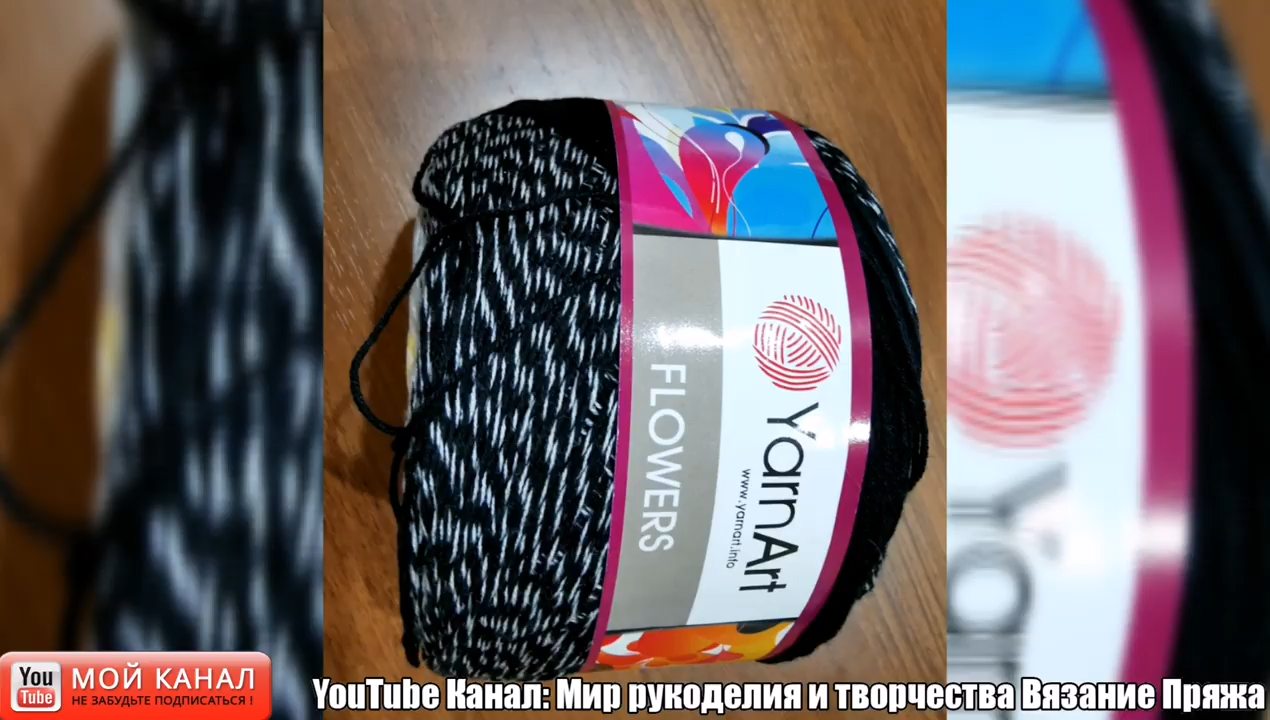 YarnArt
www.yarnart.info
FLOWERS
You
Tube
МОЙ КАНАЛ
НЕ ЗАБУДЬТЕ ПОДПИСАТЬСЯ !
YouTube Канал: Мир рукоделия и творчества Вязание Пряжа